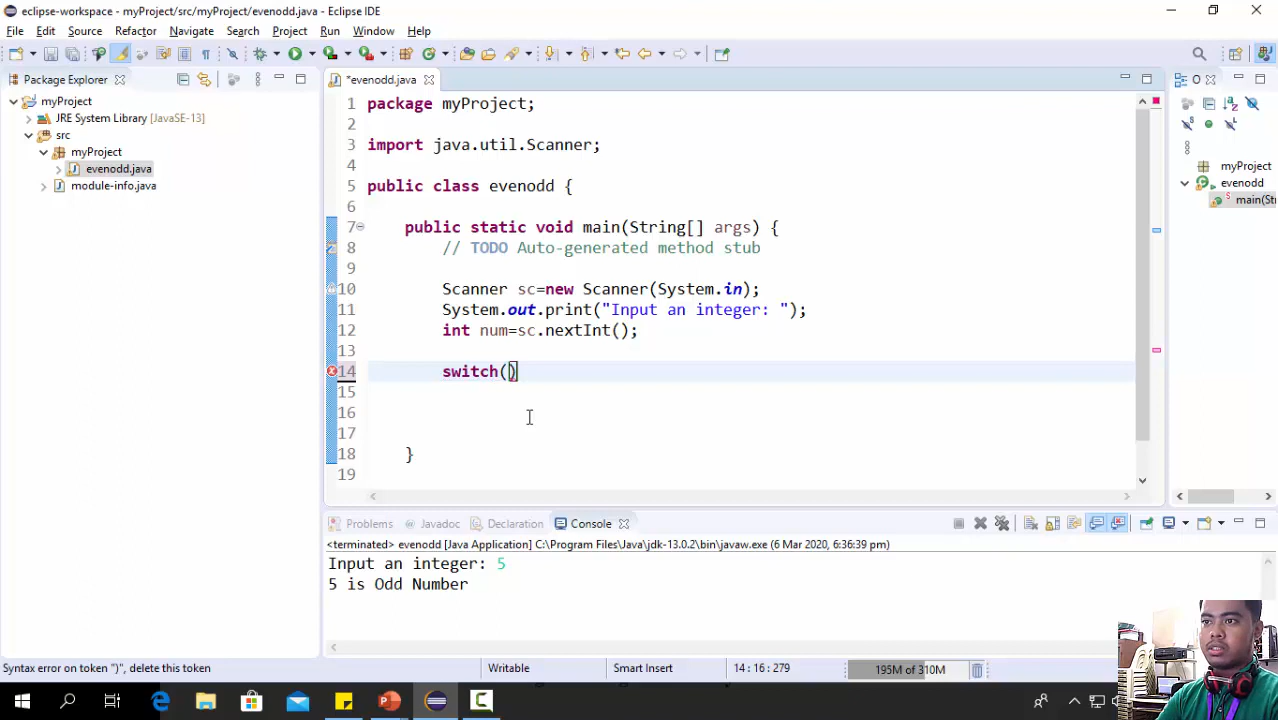 eclipse-workspace - myProject/src/myProject/evenodd.java - Eclipse IDE
File Edit Source Refactor Navigate Search Project Run Window Help
Package Explorer
*evenodd.java
O
myProject
JRE System Library [JavaSE-13]
src
myProject
evenodd.java
module-info.java
1 package myProject;
2
3 import java.util.Scanner;
4
5 public class evenodd {
6
7 public static void main(String[] args) {
8 // TODO Auto-generated method stub
9
10 Scanner sc=new Scanner(System.in);
11 System.out.print("Input an integer: ");
12 int num=sc.nextInt();
13
14 switch()
15
16
17
18 }
19
myProject
evenodd
main(Str
Problems Javadoc Declaration Console
<terminated> evenodd [Java Application] C:\Program Files\Java\jdk-13.0.2\bin\javaw.exe (6 Mar 2020, 6:36:39 pm)
Input an integer: 5
5 is Odd Number
Syntax error on token ")", delete this token
Writable
Smart Insert
14 : 16 : 279
195M of 310M